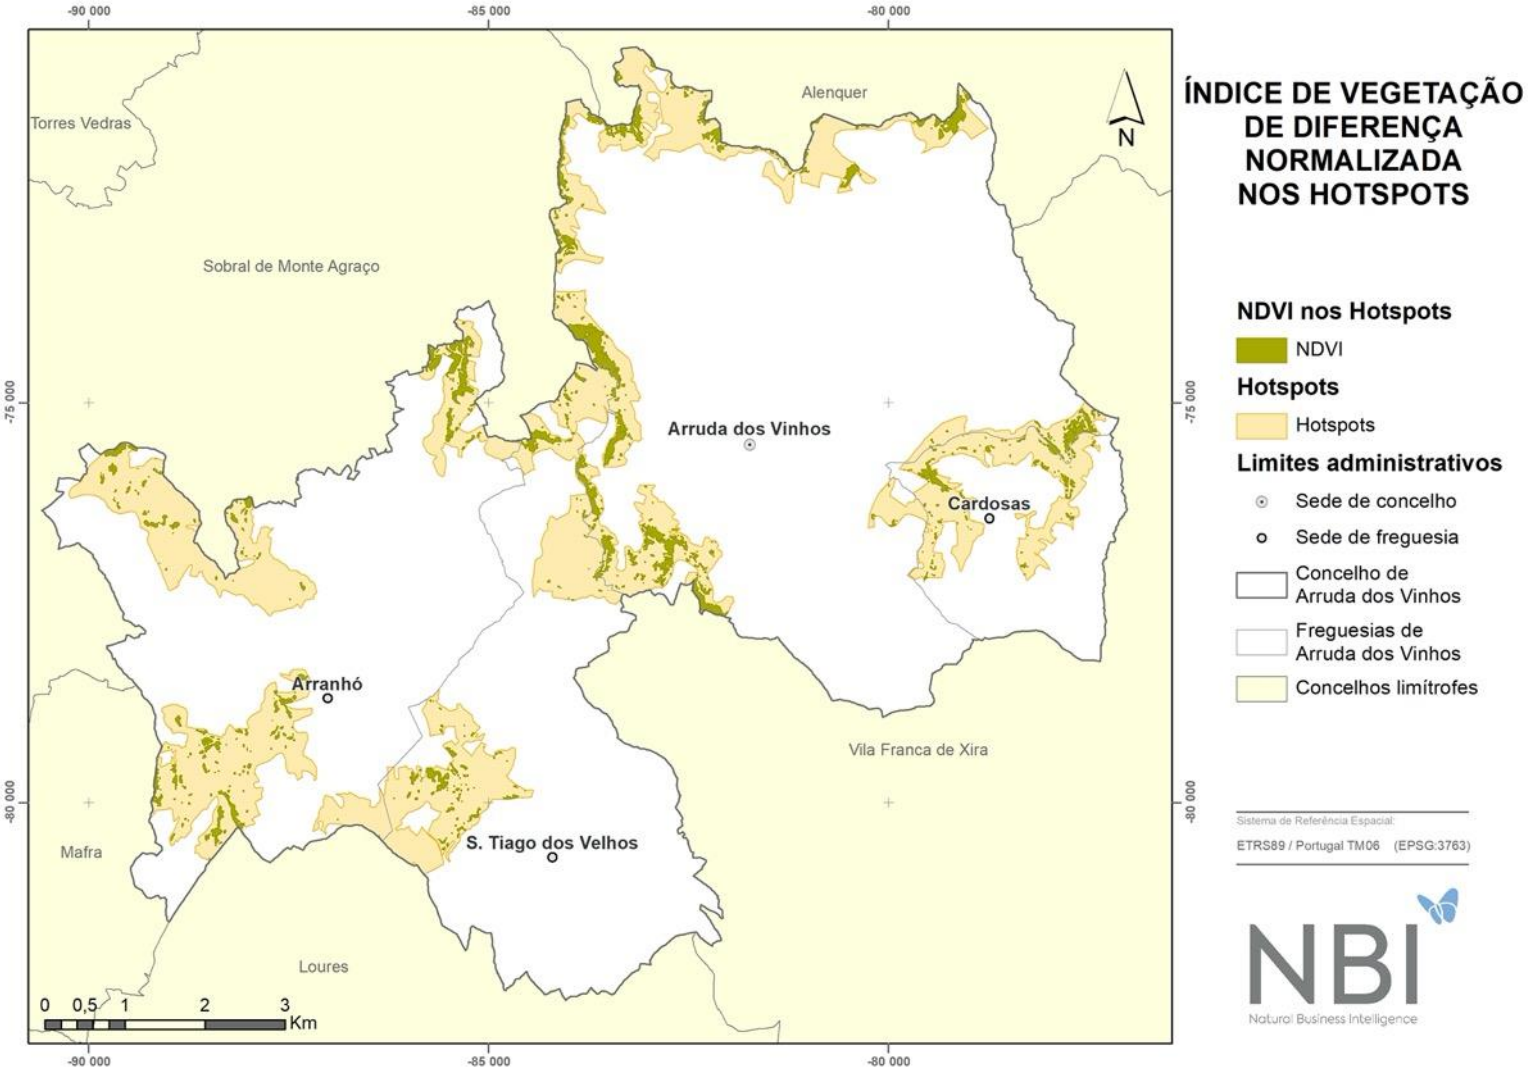 -90 000
-85 000
-80 000
ÍNDICE DE VEGETAÇÃO
DE DIFERENÇA
NORMALIZADA
NOS HOTSPOTS
Alenquer
Torres Vedras
N
Sobral de Monte Agraço
NDVI nos Hotspots
NDVI
Hotspots
Hotspots
-75 000
-75 000
Arruda dos Vinhos
Limites administrativos
Sede de concelho
Cardosas
Sede de freguesia
Concelho de
Arruda dos Vinhos
Freguesias de
Arruda dos Vinhos
Concelhos limítrofes
Arranhó
Vila Franca de Xira
-80 000
-80 000
Mafra
S. Tiago dos Velhos
Sistema de Referência Espacial:
ETRS89 / Portugal TM06 (EPSG:3763)
Loures
NBI
Natural Business Intelligence
0 0,5 1 2 3
Km
-90 000
-85 000
-80 000